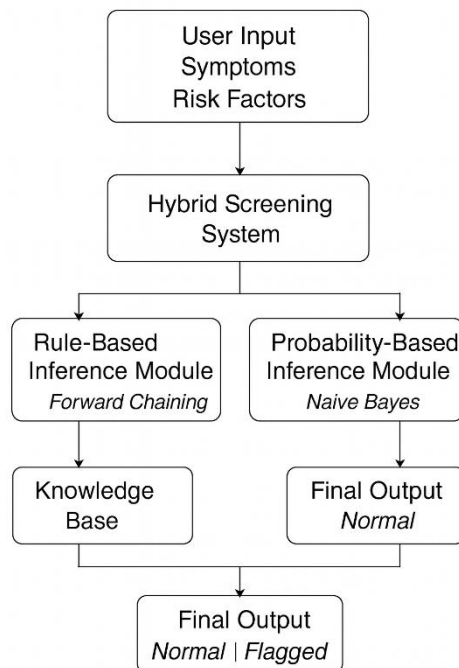 User Input
Symptoms
Risk Factors
Hybrid Screening
System
Rule-Based
Inference Module
Forward Chaining
Probability-Based
Inference Module
Naive Bayes
Knowledge
Base
Final Output
Normal
Final Output
Normal | Flagged